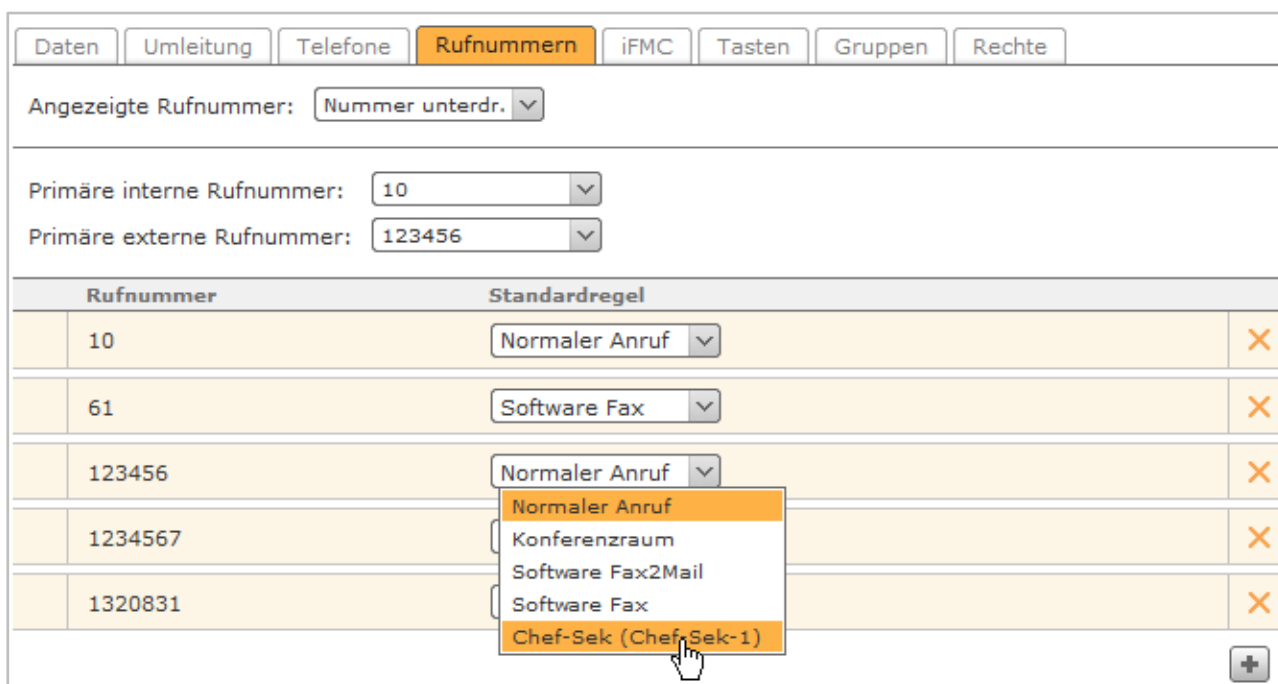 Daten Umleitung Telefone Rufnummern iFMC Tasten Gruppen Rechte
Angezeigte Rufnummer: Nummer unterdr.
Primäre interne Rufnummer: 10
Primäre externe Rufnummer: 123456
Rufnummer Standardregel
10 Normaler Anruf
61 Software Fax
123456 Normaler Anruf
Normaler Anruf
1234567 Konferenzraum
Software Fax2Mail
1320831 Software Fax
Chef-Sek (Chef-Sek-1)